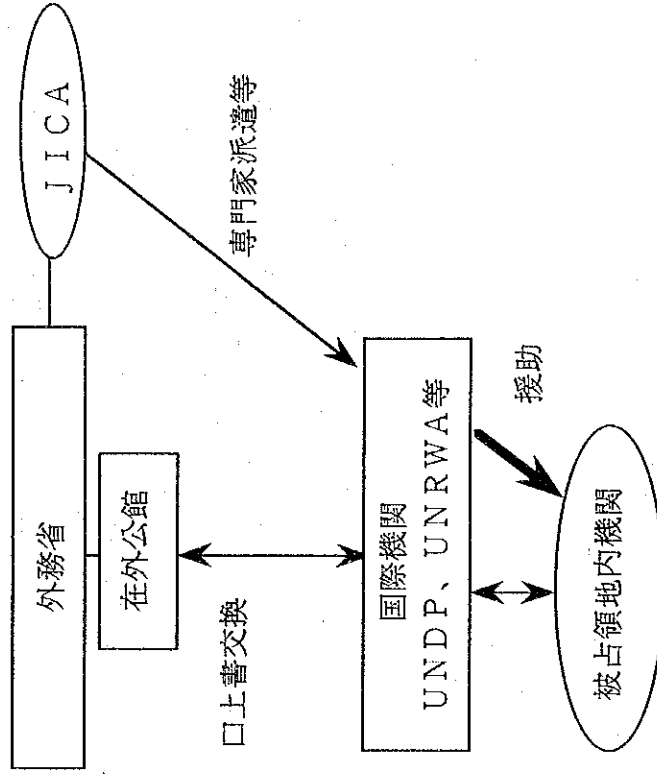 外務省
JICA
在外公館
口上書交換
専門家派遣等
国際機関
UNDP、UNRWA等
援助
被占領地内機関